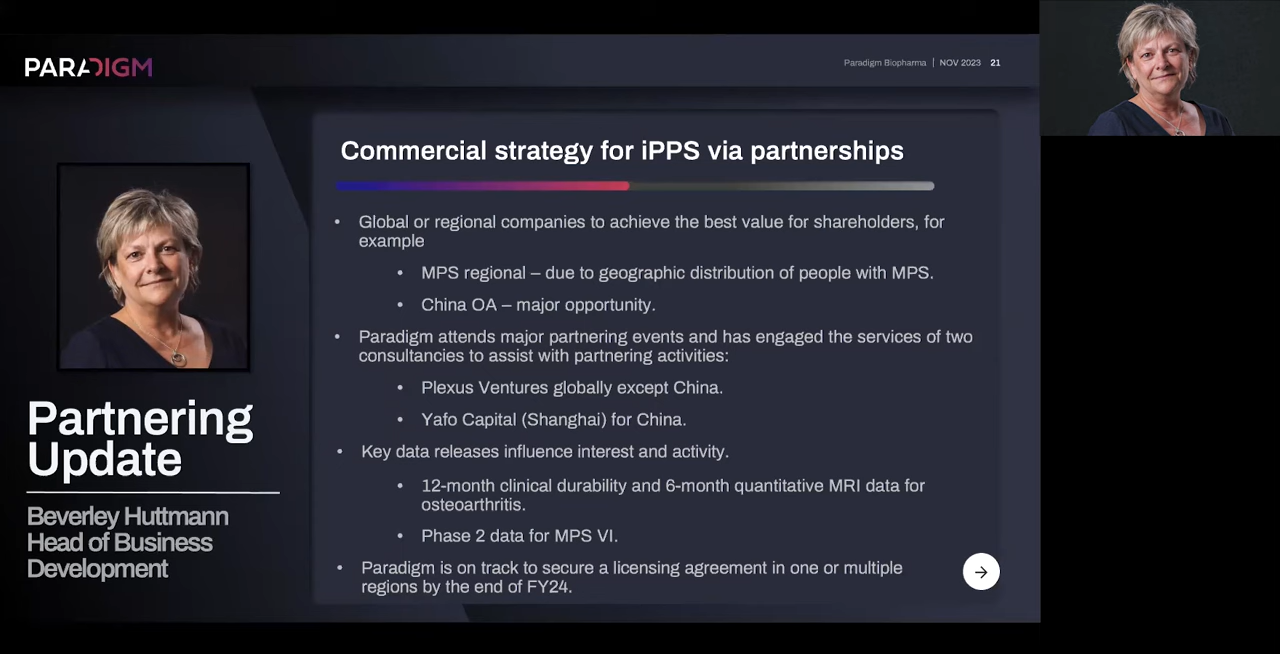 PARADIGM
Paradigm Biopharma | NOV 2023 21
Commercial strategy for iPPS via partnerships
• Global or regional companies to achieve the best value for shareholders, for
example
• MPS regional – due to geographic distribution of people with MPS.
• China OA – major opportunity.
• Paradigm attends major partnering events and has engaged the services of two
consultancies to assist with partnering activities:
• Plexus Ventures globally except China.
• Yafo Capital (Shanghai) for China.
• Key data releases influence interest and activity.
• 12-month clinical durability and 6-month quantitative MRI data for
osteoarthritis.
• Phase 2 data for MPS VI.
• Paradigm is on track to secure a licensing agreement in one or multiple
regions by the end of FY24.
Partnering
Update
Beverley Huttmann
Head of Business
Development